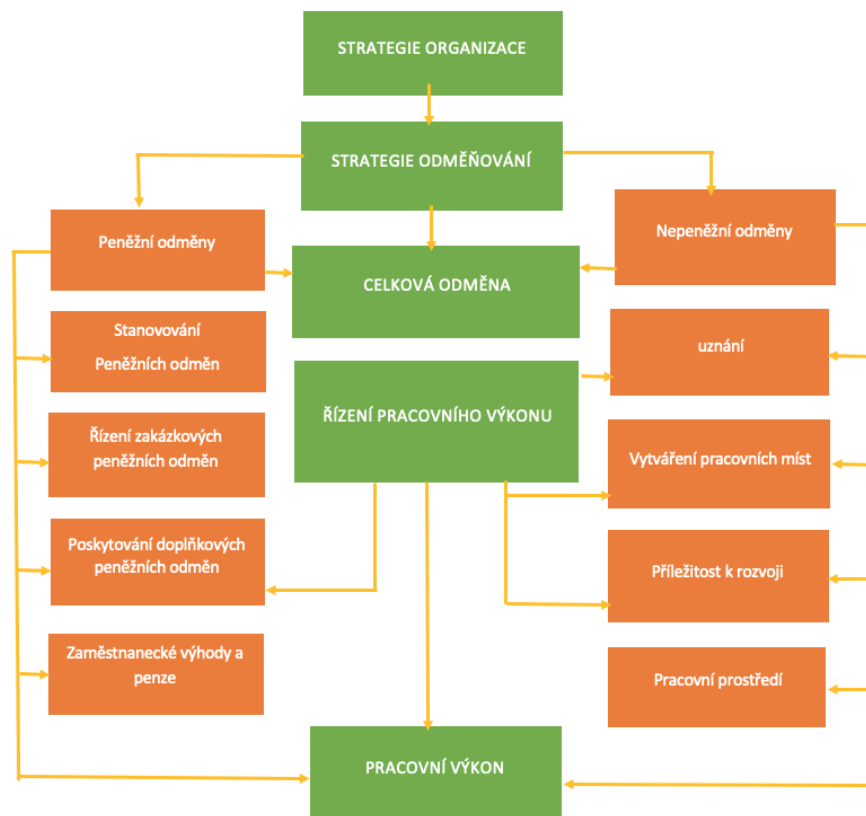 STRATEGIE ORGANIZACE
STRATEGIE ODMĚŇOVÁNÍ
Peněžní odměny
Nepeněžní odměny
CELKOVÁ ODMĚNA
Stanovování
Peněžních odměn
uznání
ŘÍZENÍ PRACOVNÍHO VÝKONU
Řízení zakázkových
peněžních odměn
Vytváření pracovních míst
Poskytování doplňkových
peněžních odměn
Příležitost k rozvoji
Zaměstnanecké výhody a
penze
Pracovní prostředí
PRACOVNÍ VÝKON